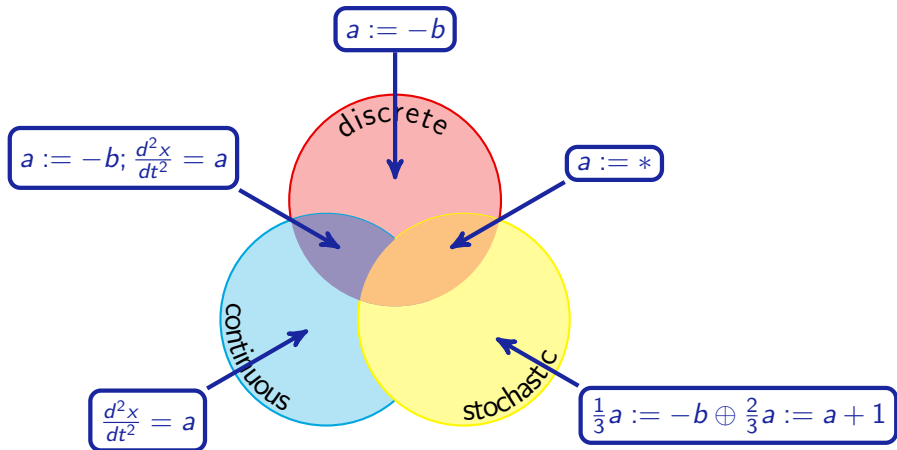 a := −b
discrete
a := −b; d²x/dt² = a
a := ∗
continuous
stochastic
d²x/dt² = a
1/3 a := −b ⊕ 2/3 a := a + 1